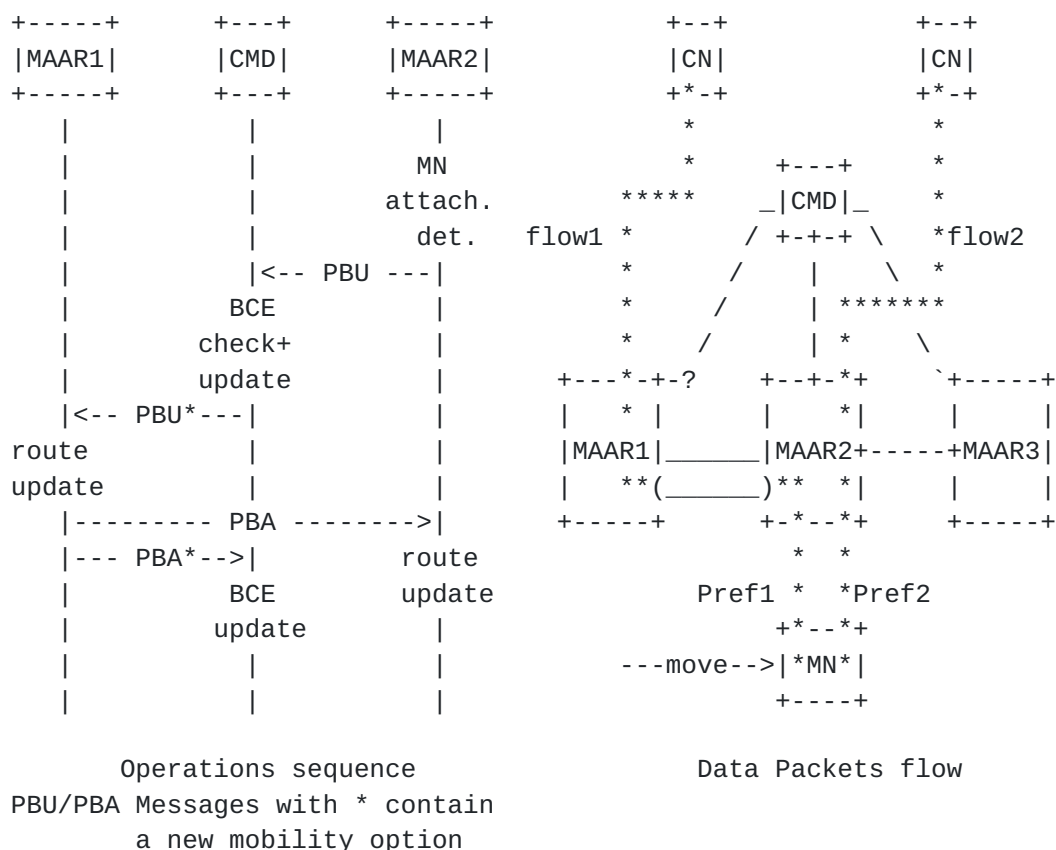 +-----+     +---+      +-----+           +--+            +--+
|MAAR1|     |CMD|      |MAAR2|           |CN|            |CN|
+-----+     +---+      +-----+           +*-+            +*-+
   |          |           |               *               *
   |          |          MN               *     +---+     *
   |          |        attach.        *****    _|CMD|_    *
   |          |          det.   flow1 *       / +-+-+ \   *flow2
   |          |<-- PBU ---|           *      /    |    \  *
   |         BCE          |           *     /     | *******
   |        check+        |           *    /      | *    \
   |        update        |       +---*-+-?    +--+-*+    `+-----+
   |<-- PBU*---|          |       |   * |      |    *|     |     |
route         |           |       |MAAR1|______|MAAR2+-----+MAAR3|
update        |           |       |   **(______)**  *|     |     |
   |--------- PBA -------->|      +-----+      +-*--*+     +-----+
   |--- PBA*-->|        route                    *  *
   |         BCE        update             Pref1 *  *Pref2
   |        update        |                     +*--*+
   |          |           |           ---move-->|*MN*|
   |          |           |                     +----+
Operations sequence                  Data Packets flow
PBU/PBA Messages with * contain
a new mobility option